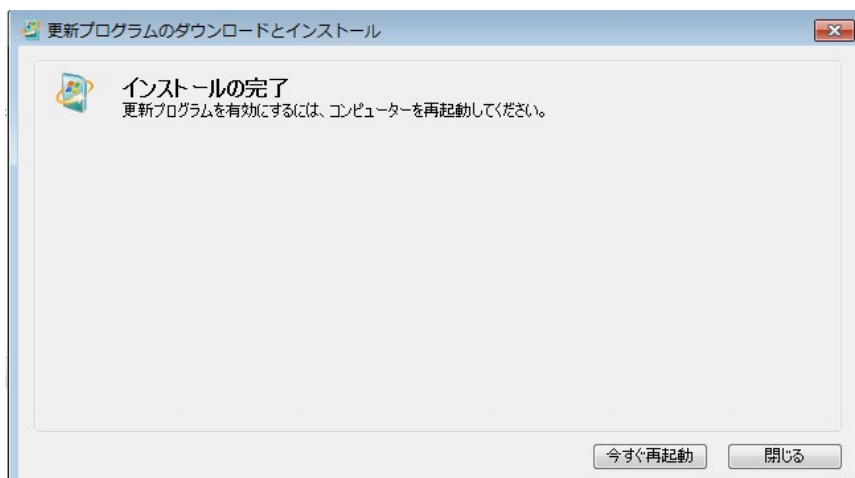 更新プログラムのダウンロードとインストール
インストールの完了
更新プログラムを有効にするには、コンピューターを再起動してください。
今すぐ再起動
閉じる